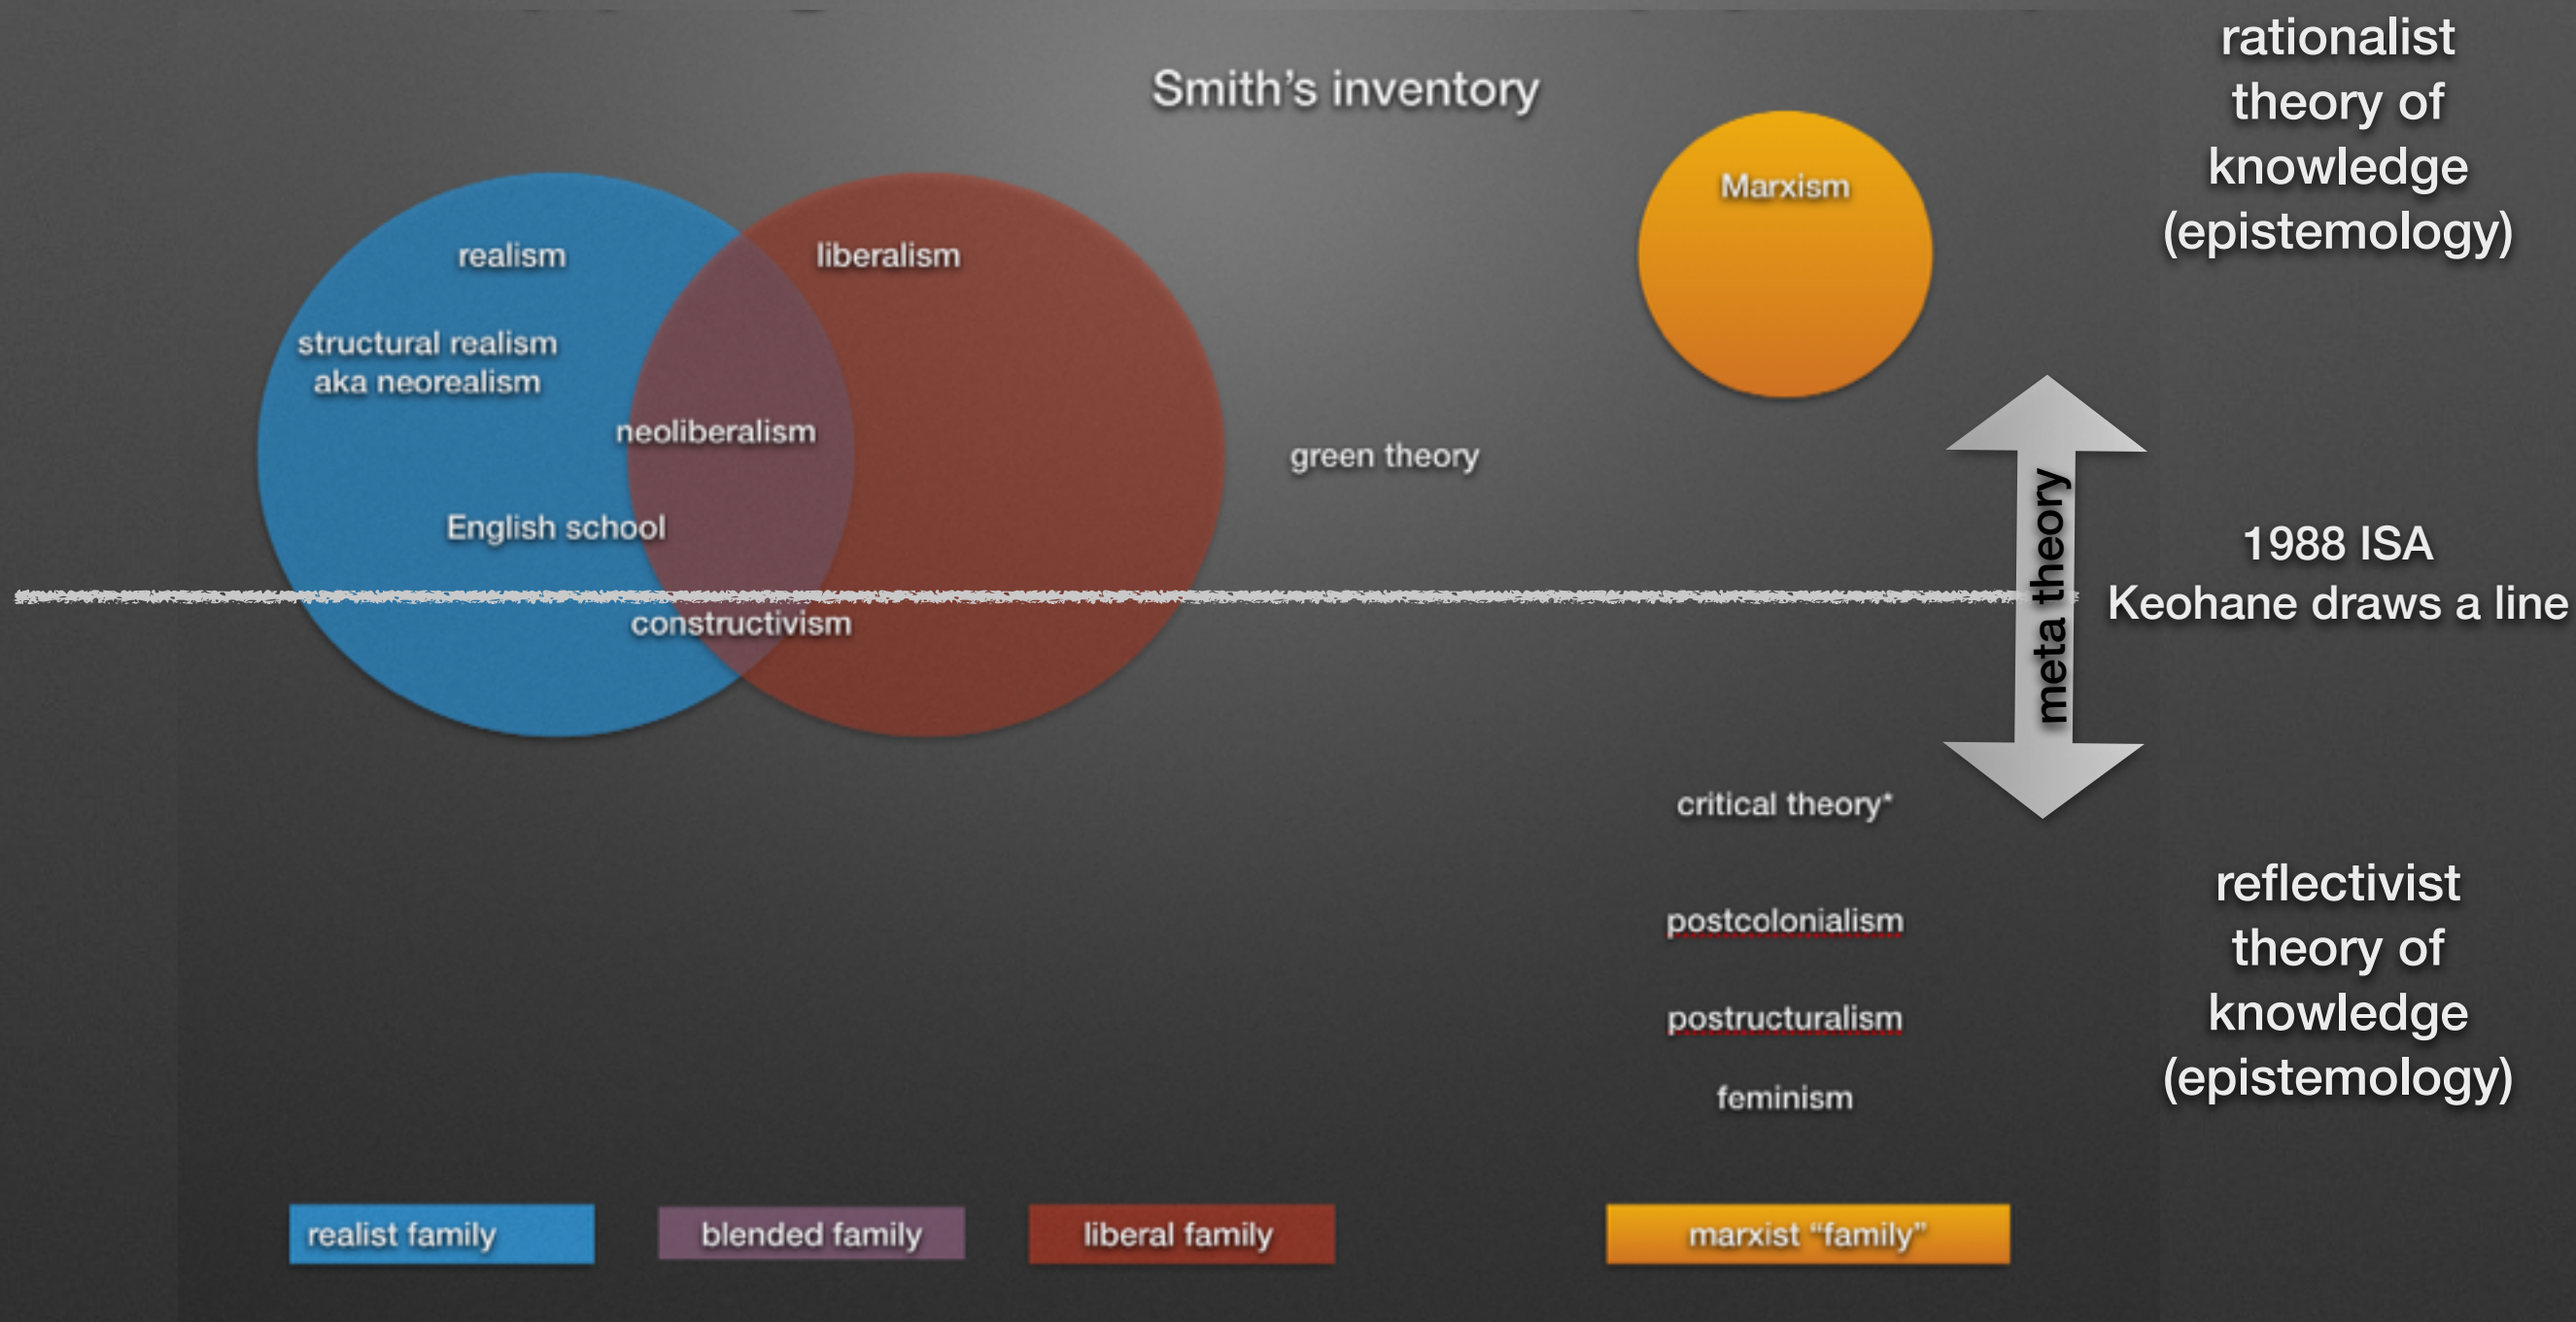 Smith's inventory
realism
structural realism
aka neorealism
neoliberalism
English school
constructivism
liberalism
green theory
Marxism
critical theory*
postcolonialism
postructuralism
feminism
meta theory
rationalist
theory of
knowledge
(epistemology)
1988 ISA
Keohane draws a line
reflectivist
theory of
knowledge
(epistemology)
realist family
blended family
liberal family
marxist “family”